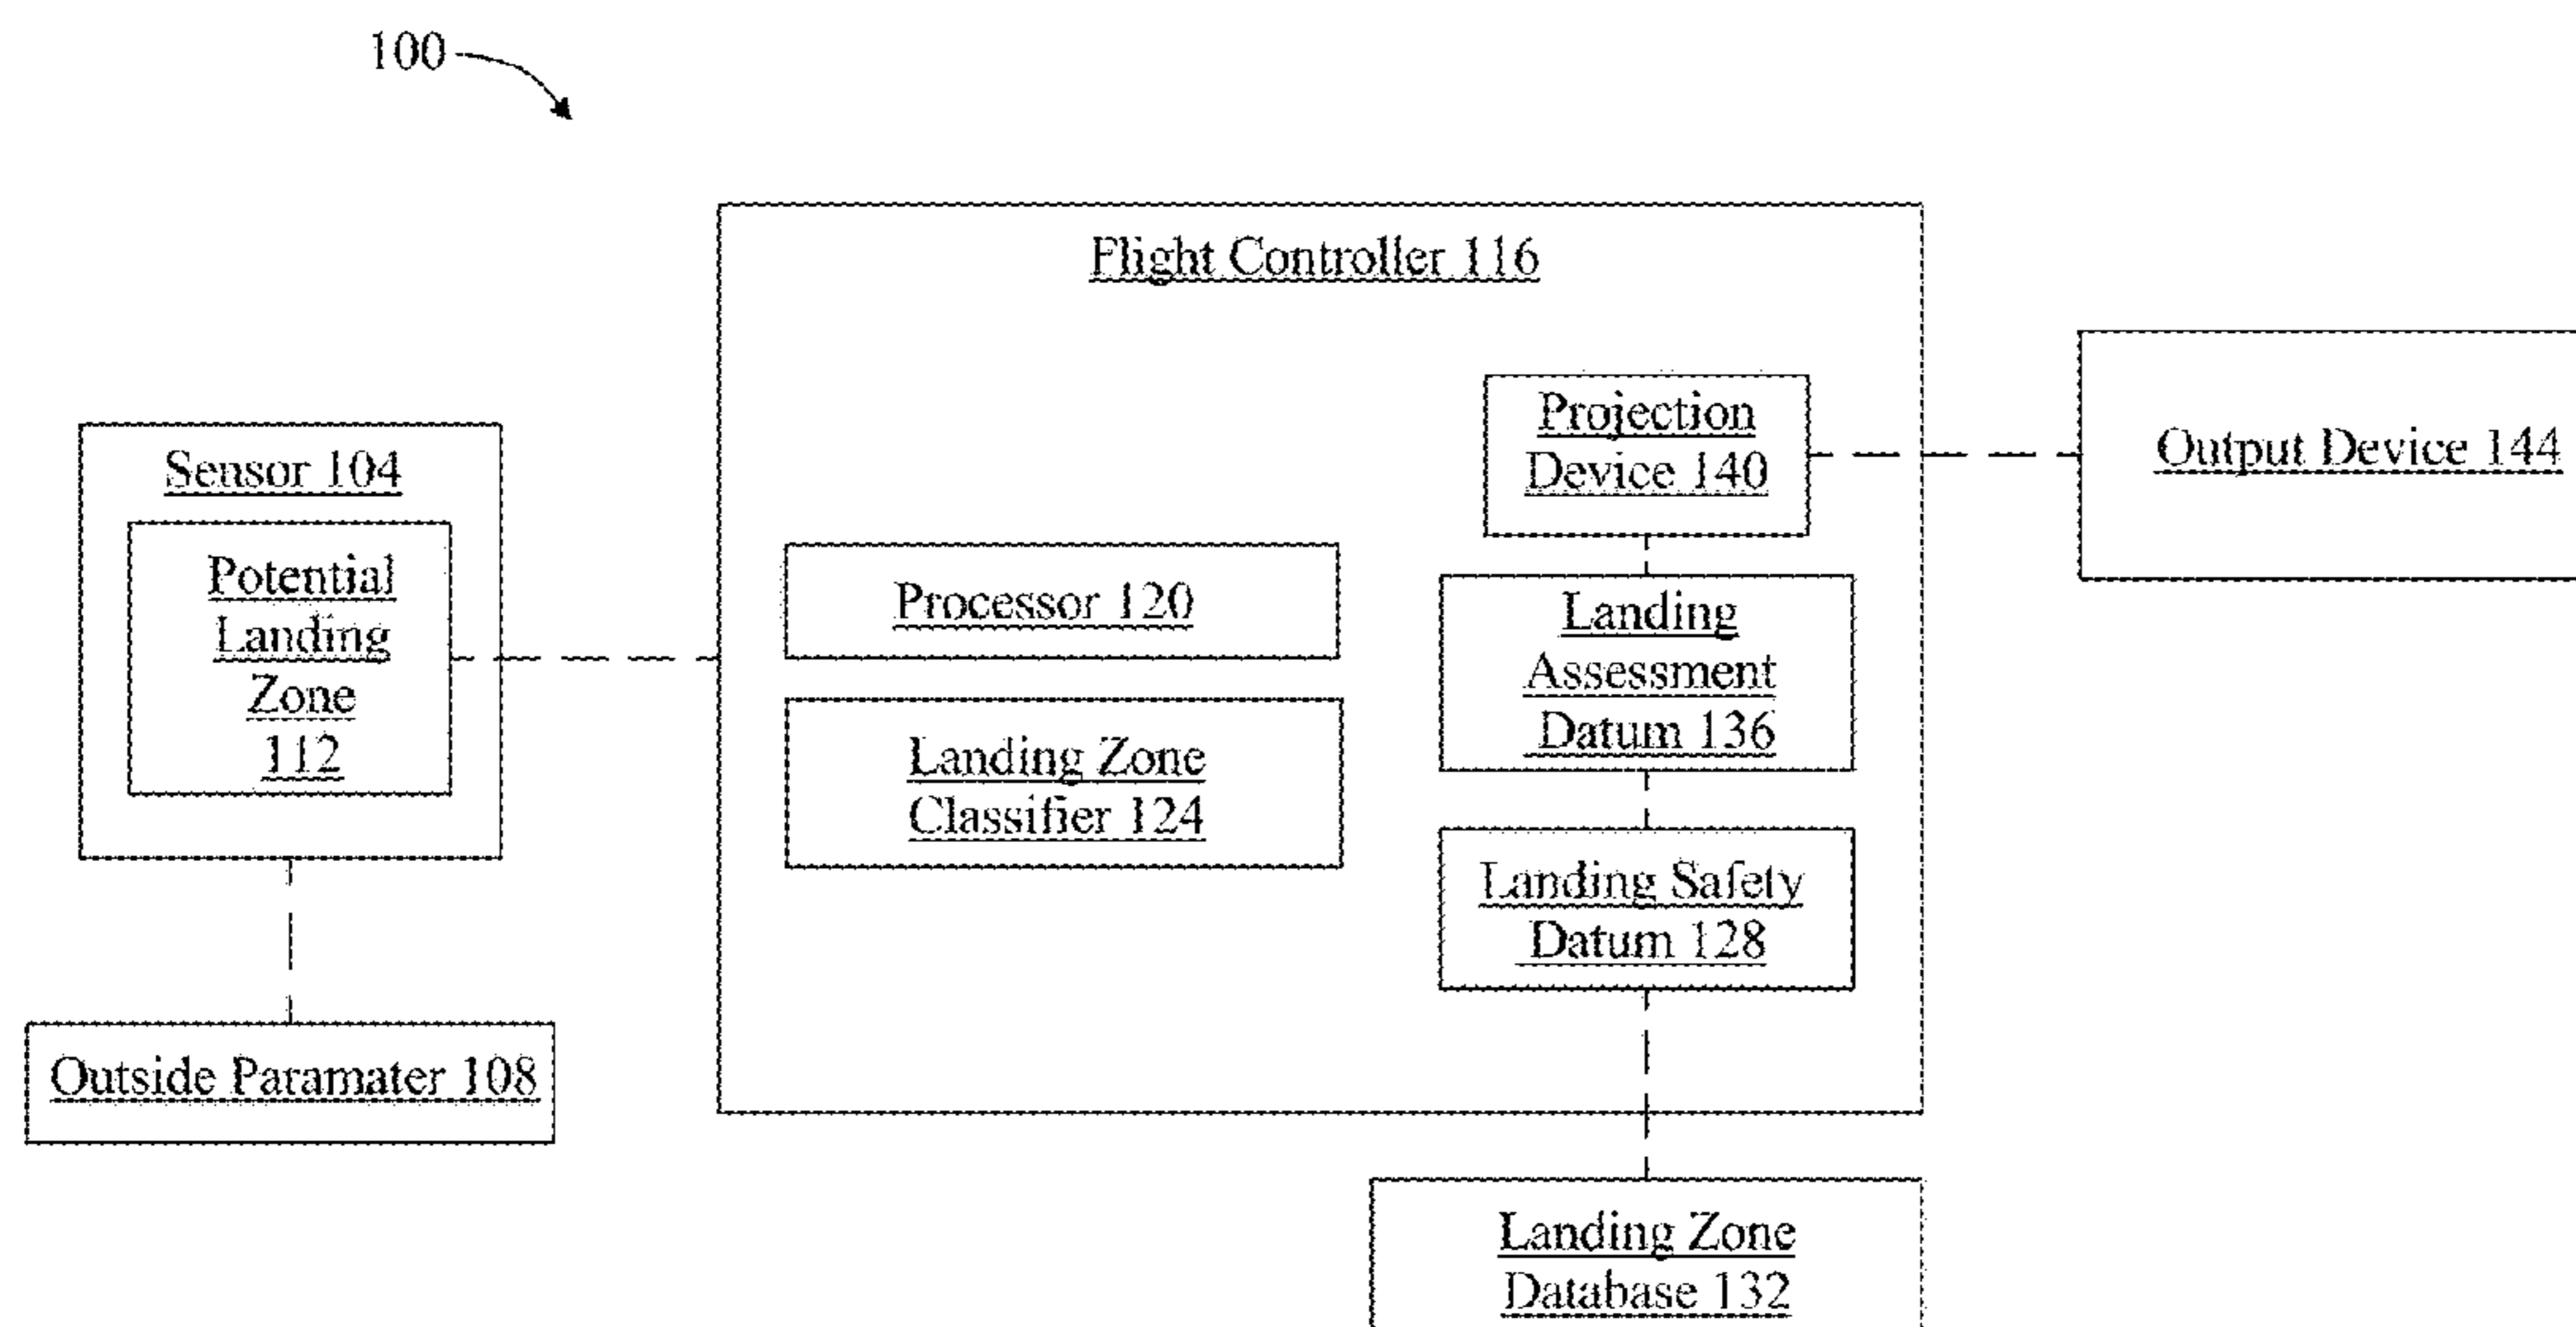 100
Flight Controller 116
Sensor 104
Potential
Landing
Zone
112
Processor 120
Landing Zone
Classifier 124
Projection
Device 140
Landing
Assessment
Datum 136
Landing Safety
Datum 128
Output Device 144
Outside Paramater 108
Landing Zone
Database 132